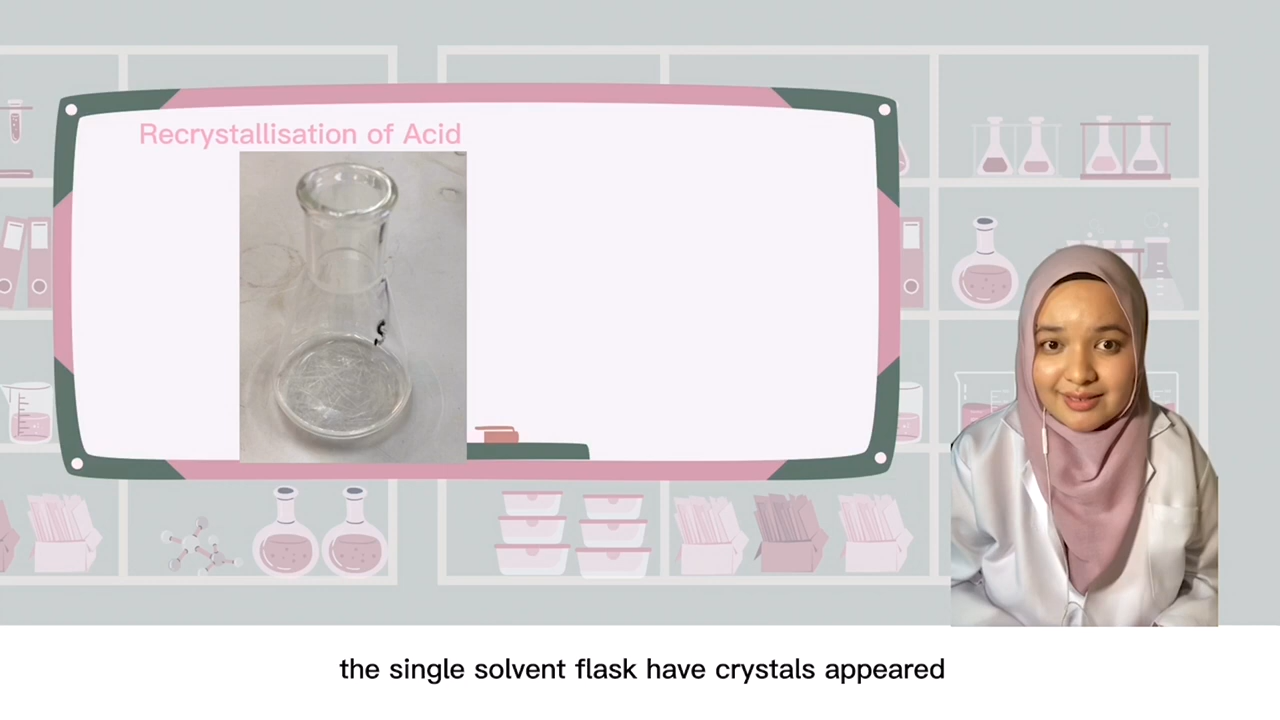 Recrystallisation of Acid
the single solvent flask have crystals appeared